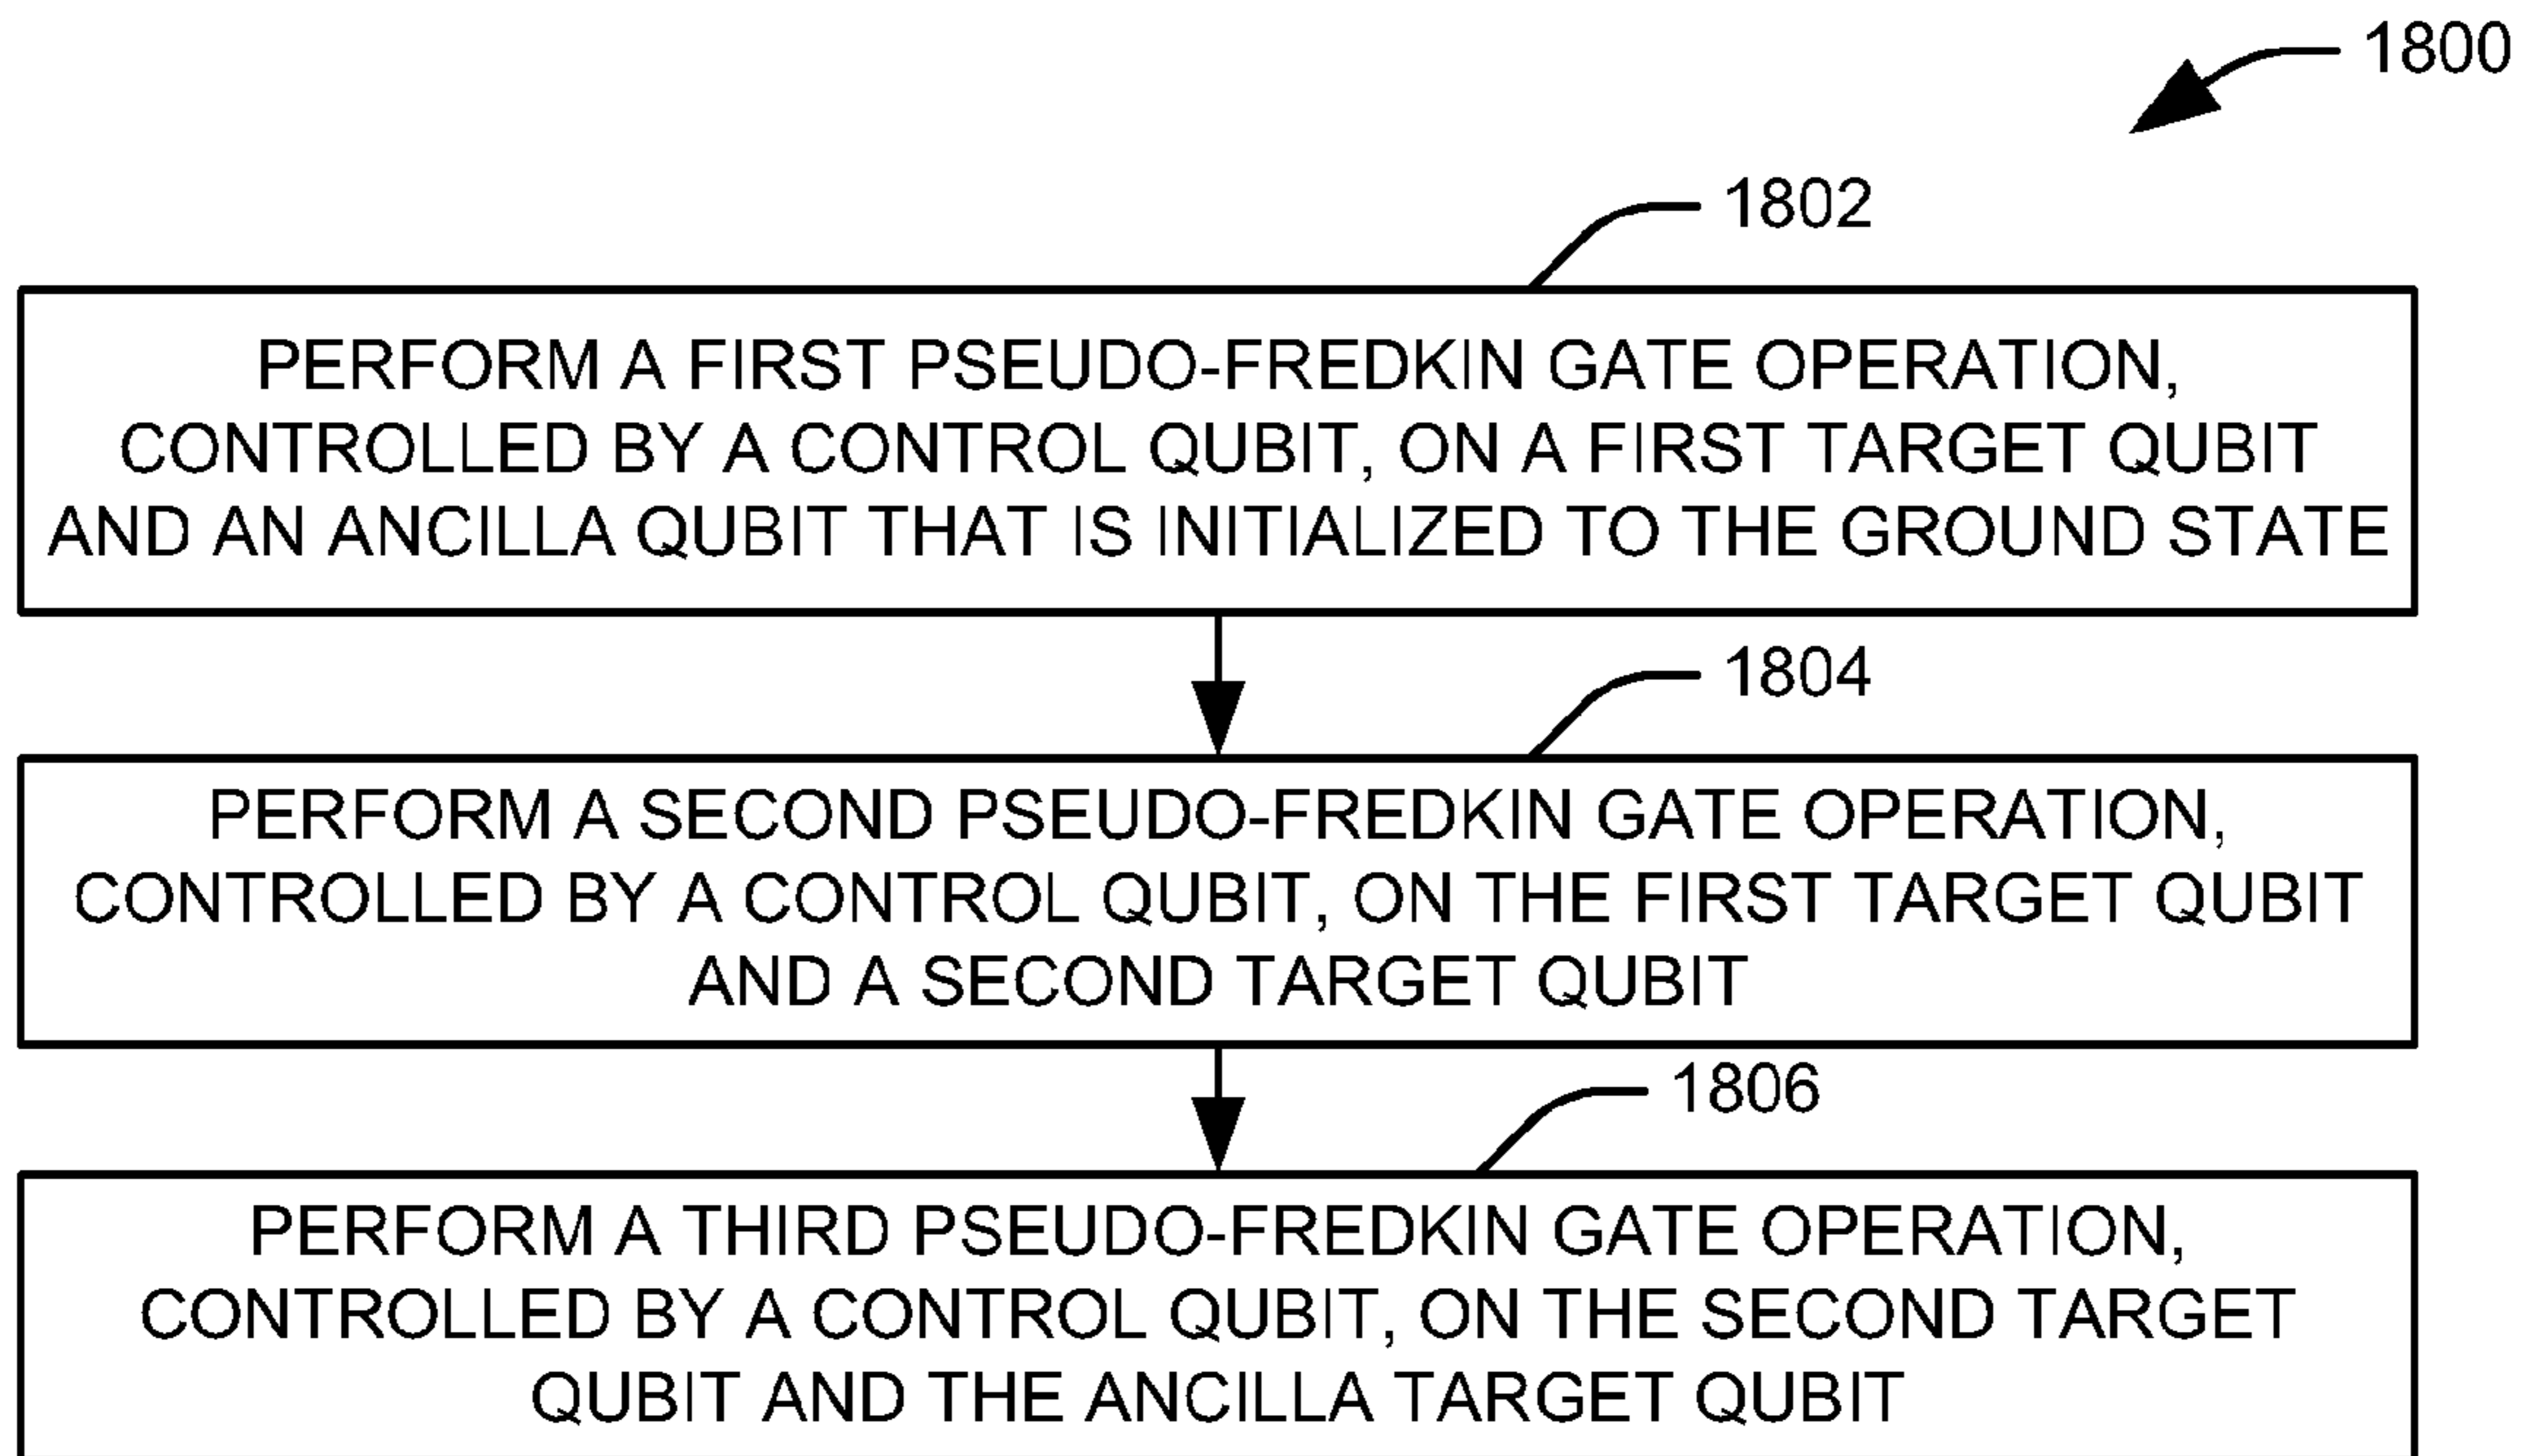 1800
1802
PERFORM A FIRST PSEUDO-FREDKIN GATE OPERATION,
CONTROLLED BY A CONTROL QUBIT, ON A FIRST TARGET QUBIT
AND AN ANCILLA QUBIT THAT IS INITIALIZED TO THE GROUND STATE
1804
PERFORM A SECOND PSEUDO-FREDKIN GATE OPERATION,
CONTROLLED BY A CONTROL QUBIT, ON THE FIRST TARGET QUBIT
AND A SECOND TARGET QUBIT
1806
PERFORM A THIRD PSEUDO-FREDKIN GATE OPERATION,
CONTROLLED BY A CONTROL QUBIT, ON THE SECOND TARGET
QUBIT AND THE ANCILLA TARGET QUBIT